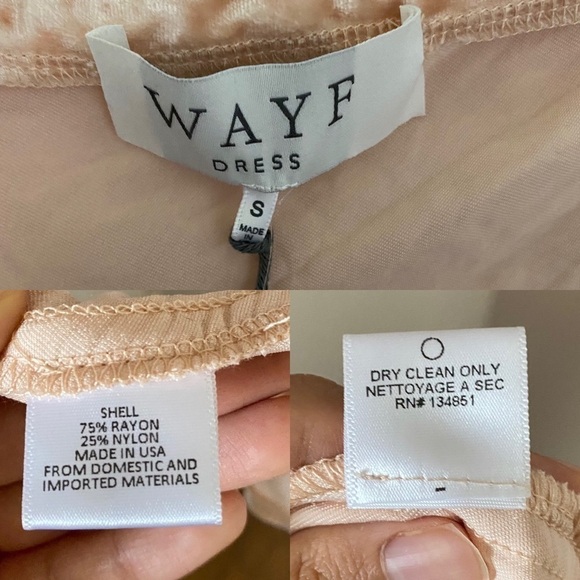 WAYF
DRESS
S
MADE
IN
SHELL
75% RAYON
25% NYLON
MADE IN USA
FROM DOMESTIC AND
IMPORTED MATERIALS
DRY CLEAN ONLY
NETTOYAGE A SEC
RN# 134851